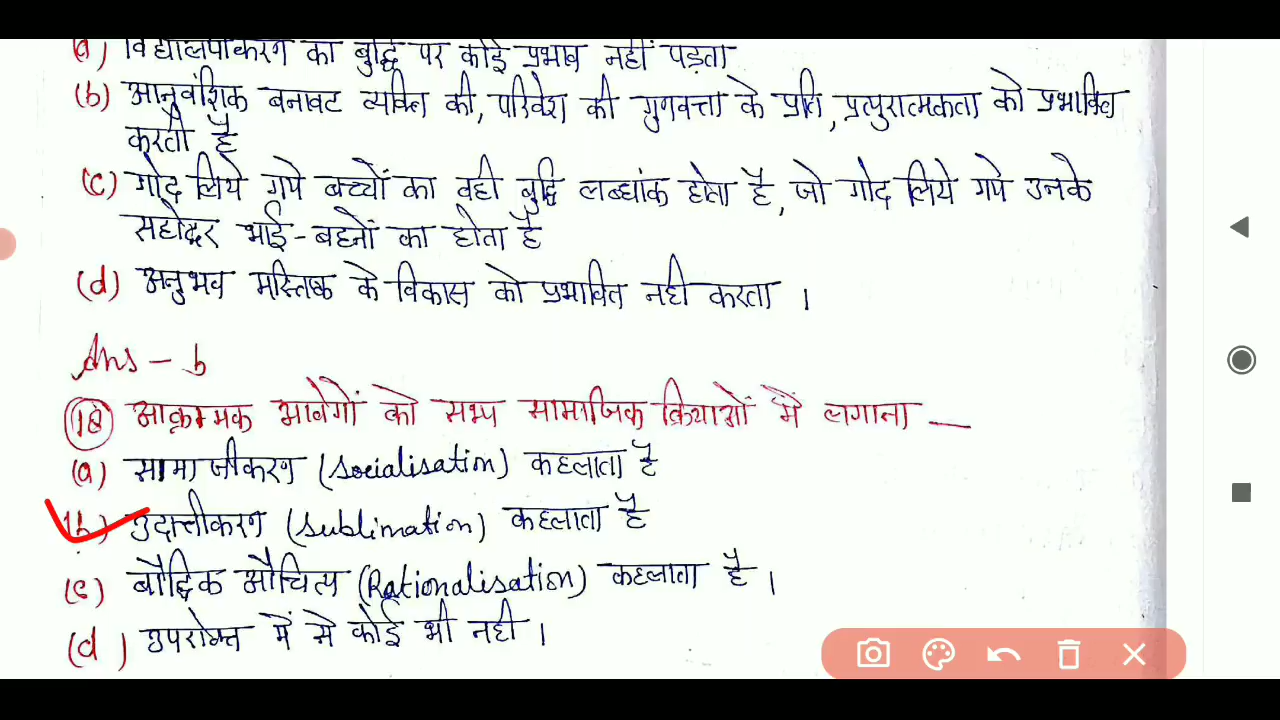 (a) विद्यालयीकरण का बुद्धि पर कोई प्रभाव नहीं पड़ता
(b) आनुवंशिक बनावट व्यक्ति की, परिवेश की गुणवत्ता के प्रति, प्रत्युरात्मकता को प्रभावित
करती है
(c) गोद लिये गये बच्चों का वही बुद्धि लब्धांक होता है, जो गोद लिये गये उनके
सहोदर भाई-बहनों का होता है
(d) अनुभव मस्तिष्क के विकास को प्रभावित नही करता ।
Ans - b
18 आक्रामक आवेगों को सभ्य सामाजिक क्रियाओं में लगाना —
(a) सामाजीकरण (Socialisation) कहलाता है
(b) उदात्तीकरण (Sublimation) कहलाता है
(c) बौद्धिक औचित्य (Rationalisation) कहलाता है ।
(d) उपरोक्त में से कोई भी नही ।